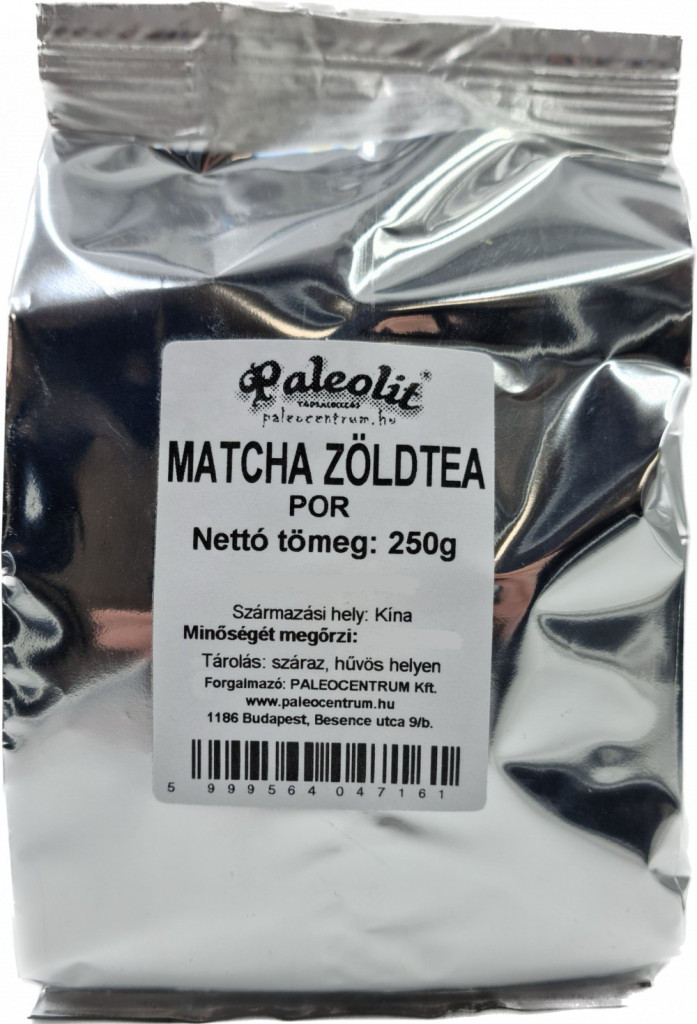 Paleolit®
TÁPLÁLKOZÁS
paleocentrum.hu
MATCHA ZÖLDTEA
POR
Nettó tömeg: 250g
Származási hely: Kína
Minőségét megőrzi:
Tárolás: száraz, hűvös helyen
Forgalmazó: PALEOCENTRUM Kft.
www.paleocentrum.hu
1186 Budapest, Besence utca 9/b.
5 999564 047161